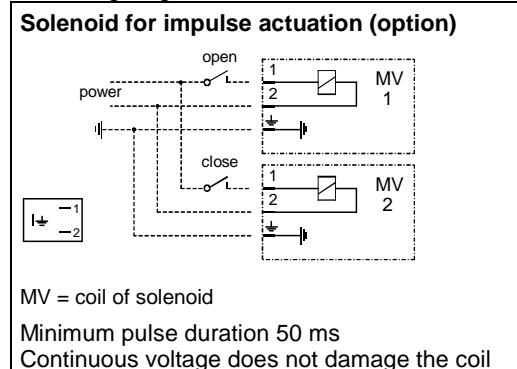 Solenoid for impulse actuation (option)
open
power
1
2
MV
1
close
1
2
MV
2
1
2
MV = coil of solenoid
Minimum pulse duration 50 ms
Continuous voltage does not damage the coil